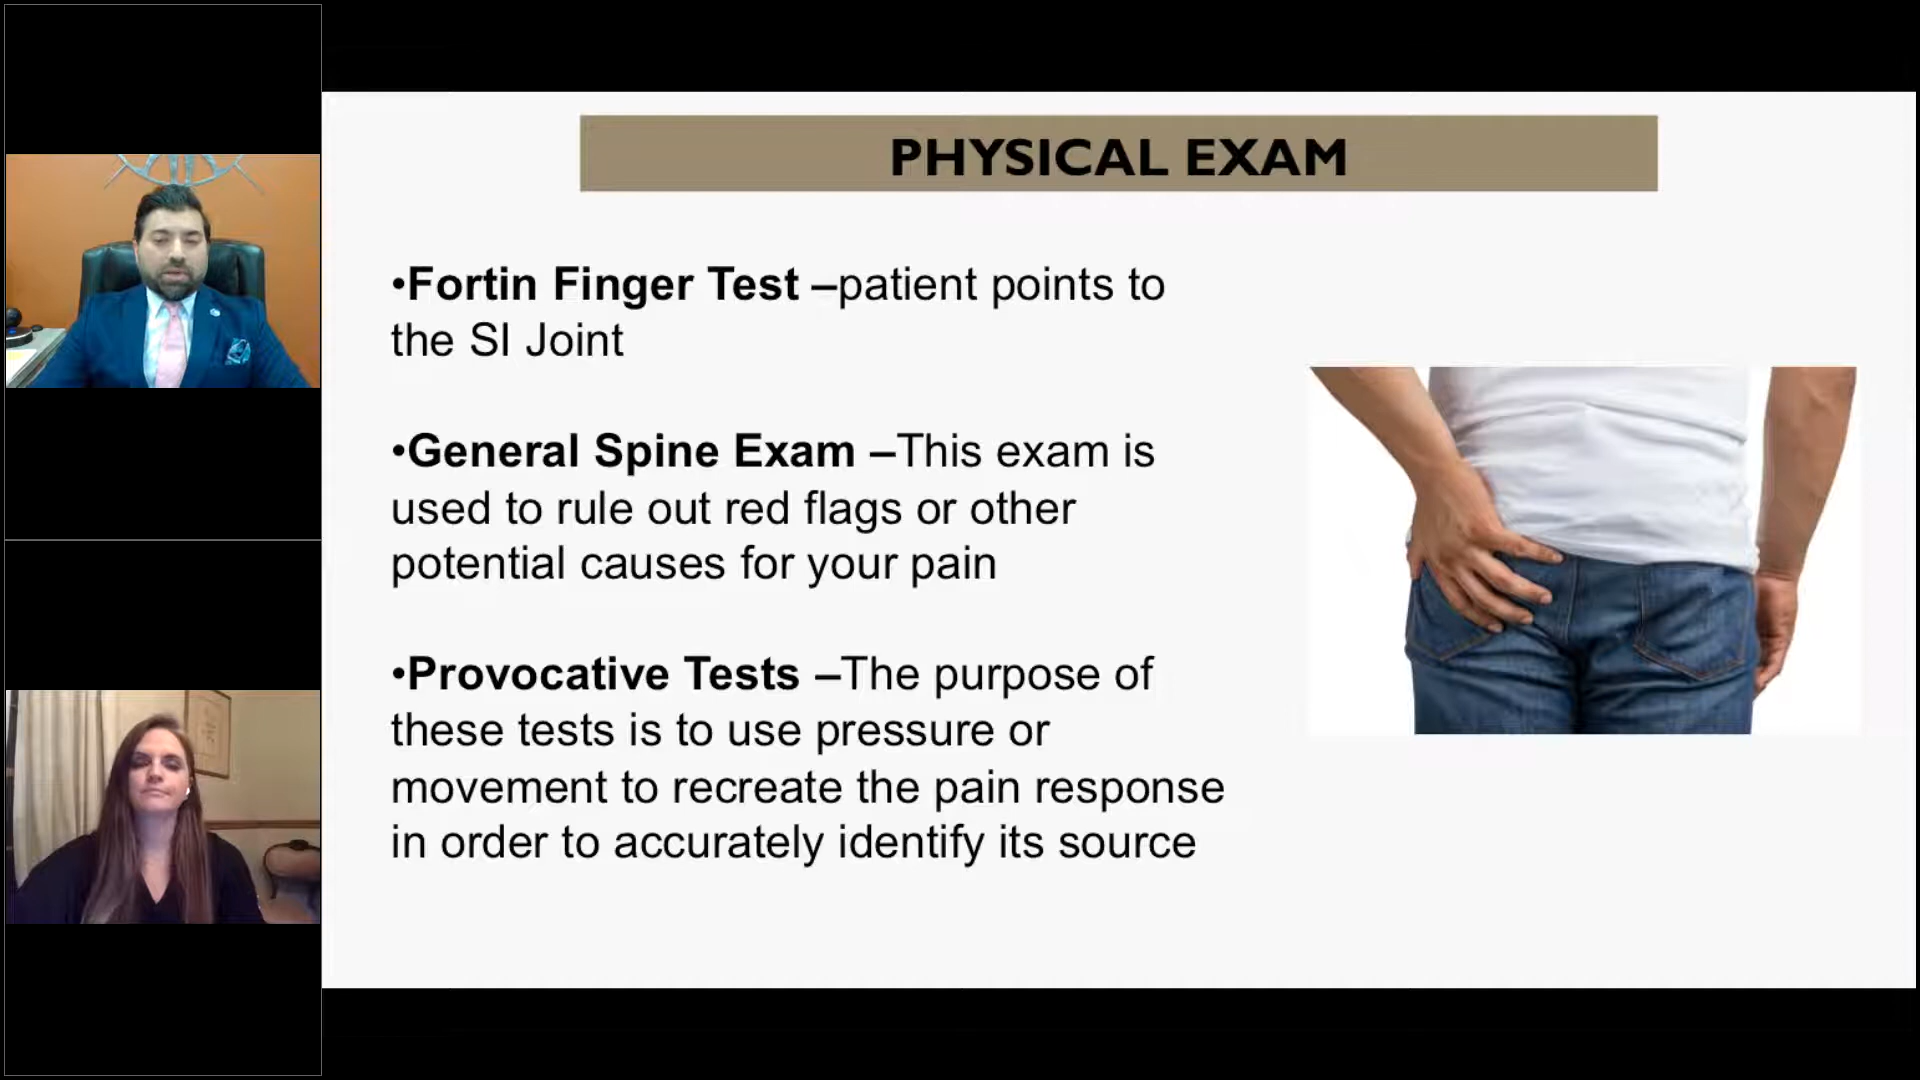 PHYSICAL EXAM
•Fortin Finger Test –patient points to
the SI Joint
•General Spine Exam –This exam is
used to rule out red flags or other
potential causes for your pain
•Provocative Tests –The purpose of
these tests is to use pressure or
movement to recreate the pain response
in order to accurately identify its source